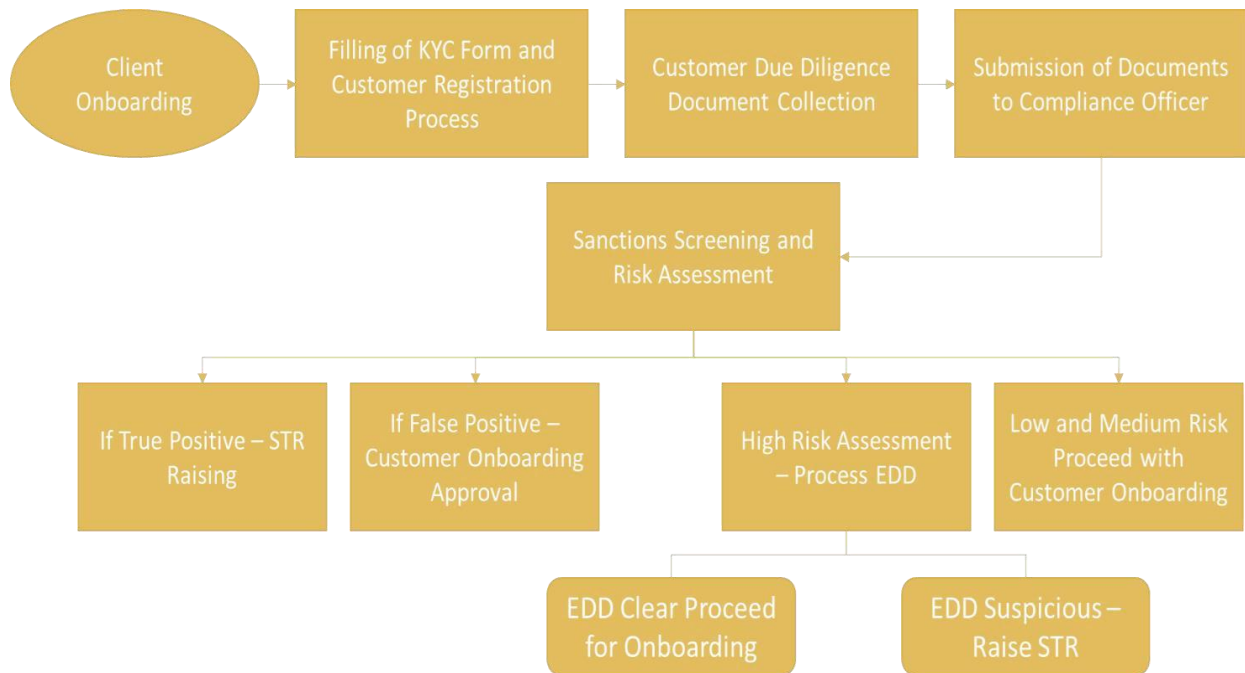 Client
Onboarding
Filling of KYC Form and
Customer Registration
Process
Customer Due Diligence
Document Collection
Submission of Documents
to Compliance Officer
Sanctions Screening and
Risk Assessment
If True Positive – STR
Raising
If False Positive –
Customer Onboarding
Approval
High Risk Assessment
– Process EDD
Low and Medium Risk
Proceed with
Customer Onboarding
EDD Clear Proceed
for Onboarding
EDD Suspicious –
Raise STR